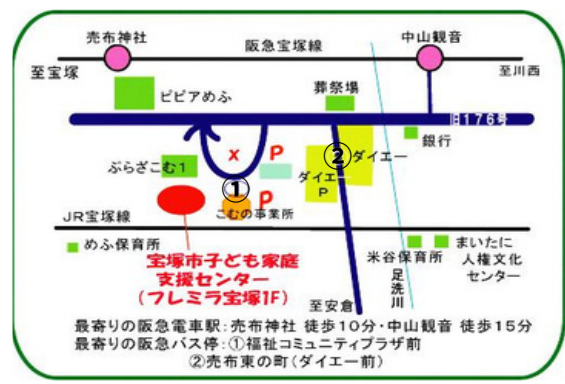 売布神社
阪急宝塚線
中山観音
至宝塚
至川西
ピピアめふ
葬祭場
旧176号
銀行
ぷらざこむ1
x
P
②
ダイエー
ダイエー
P
①
P
こむの事業所
JR宝塚線
めふ保育所
宝塚市子ども家庭
支援センター
(フレミラ宝塚1F)
米谷保育所
まいたに
人権文化
センター
足洗川
至安倉
最寄りの阪急電車駅:売布神社 徒歩10分・中山観音 徒歩15分
最寄りの阪急バス停:①福祉コミュニティプラザ前
②売布東の町(ダイエー前)